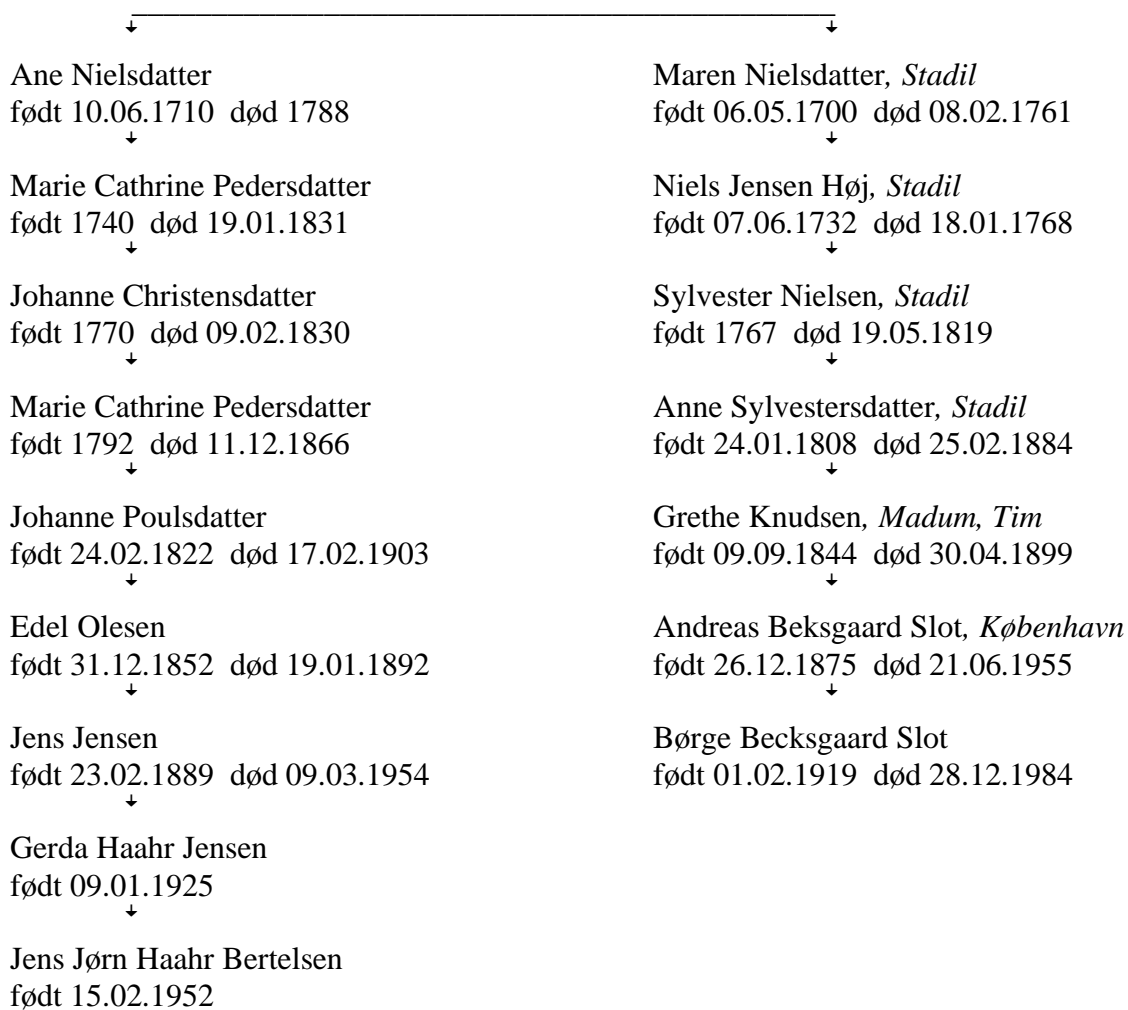 Ane Nielsdatter
født 10.06.1710 død 1788
Marie Cathrine Pedersdatter
født 1740 død 19.01.1831
Johanne Christensdatter
født 1770 død 09.02.1830
Marie Cathrine Pedersdatter
født 1792 død 11.12.1866
Johanne Poulsdatter
født 24.02.1822 død 17.02.1903
Edel Olesen
født 31.12.1852 død 19.01.1892
Jens Jensen
født 23.02.1889 død 09.03.1954
Gerda Haahr Jensen
født 09.01.1925
Jens Jørn Haahr Bertelsen
født 15.02.1952
Maren Nielsdatter, Stadil
født 06.05.1700 død 08.02.1761
Niels Jensen Høj, Stadil
født 07.06.1732 død 18.01.1768
Sylvester Nielsen, Stadil
født 1767 død 19.05.1819
Anne Sylvestersdatter, Stadil
født 24.01.1808 død 25.02.1884
Grethe Knudsen, Madum, Tim
født 09.09.1844 død 30.04.1899
Andreas Beksgaard Slot, København
født 26.12.1875 død 21.06.1955
Børge Becksgaard Slot
født 01.02.1919 død 28.12.1984